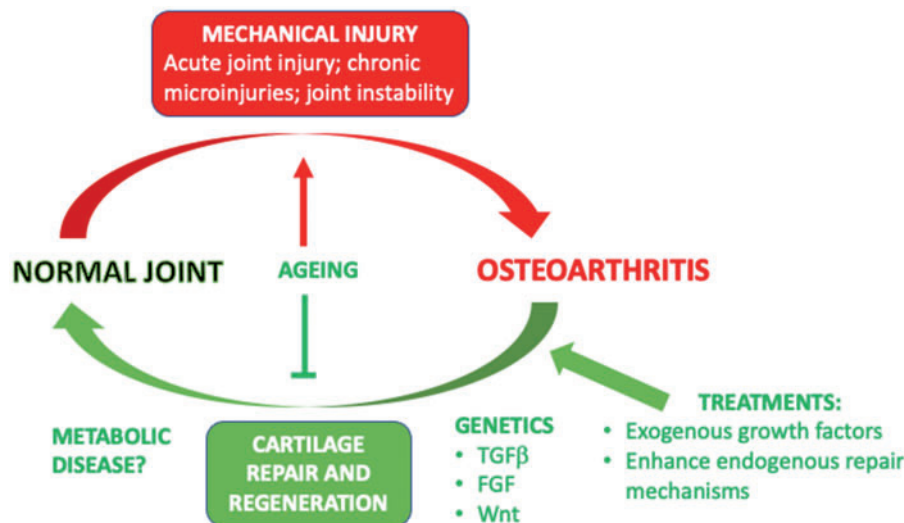 MECHANICAL INJURY
Acute joint injury; chronic
microinjuries; joint instability
NORMAL JOINT
AGEING
OSTEOARTHRITIS
METABOLIC
DISEASE?
CARTILAGE
REPAIR AND
REGENERATION
GENETICS
• TGFβ
• FGF
• Wnt
TREATMENTS:
• Exogenous growth factors
• Enhance endogenous repair
mechanisms